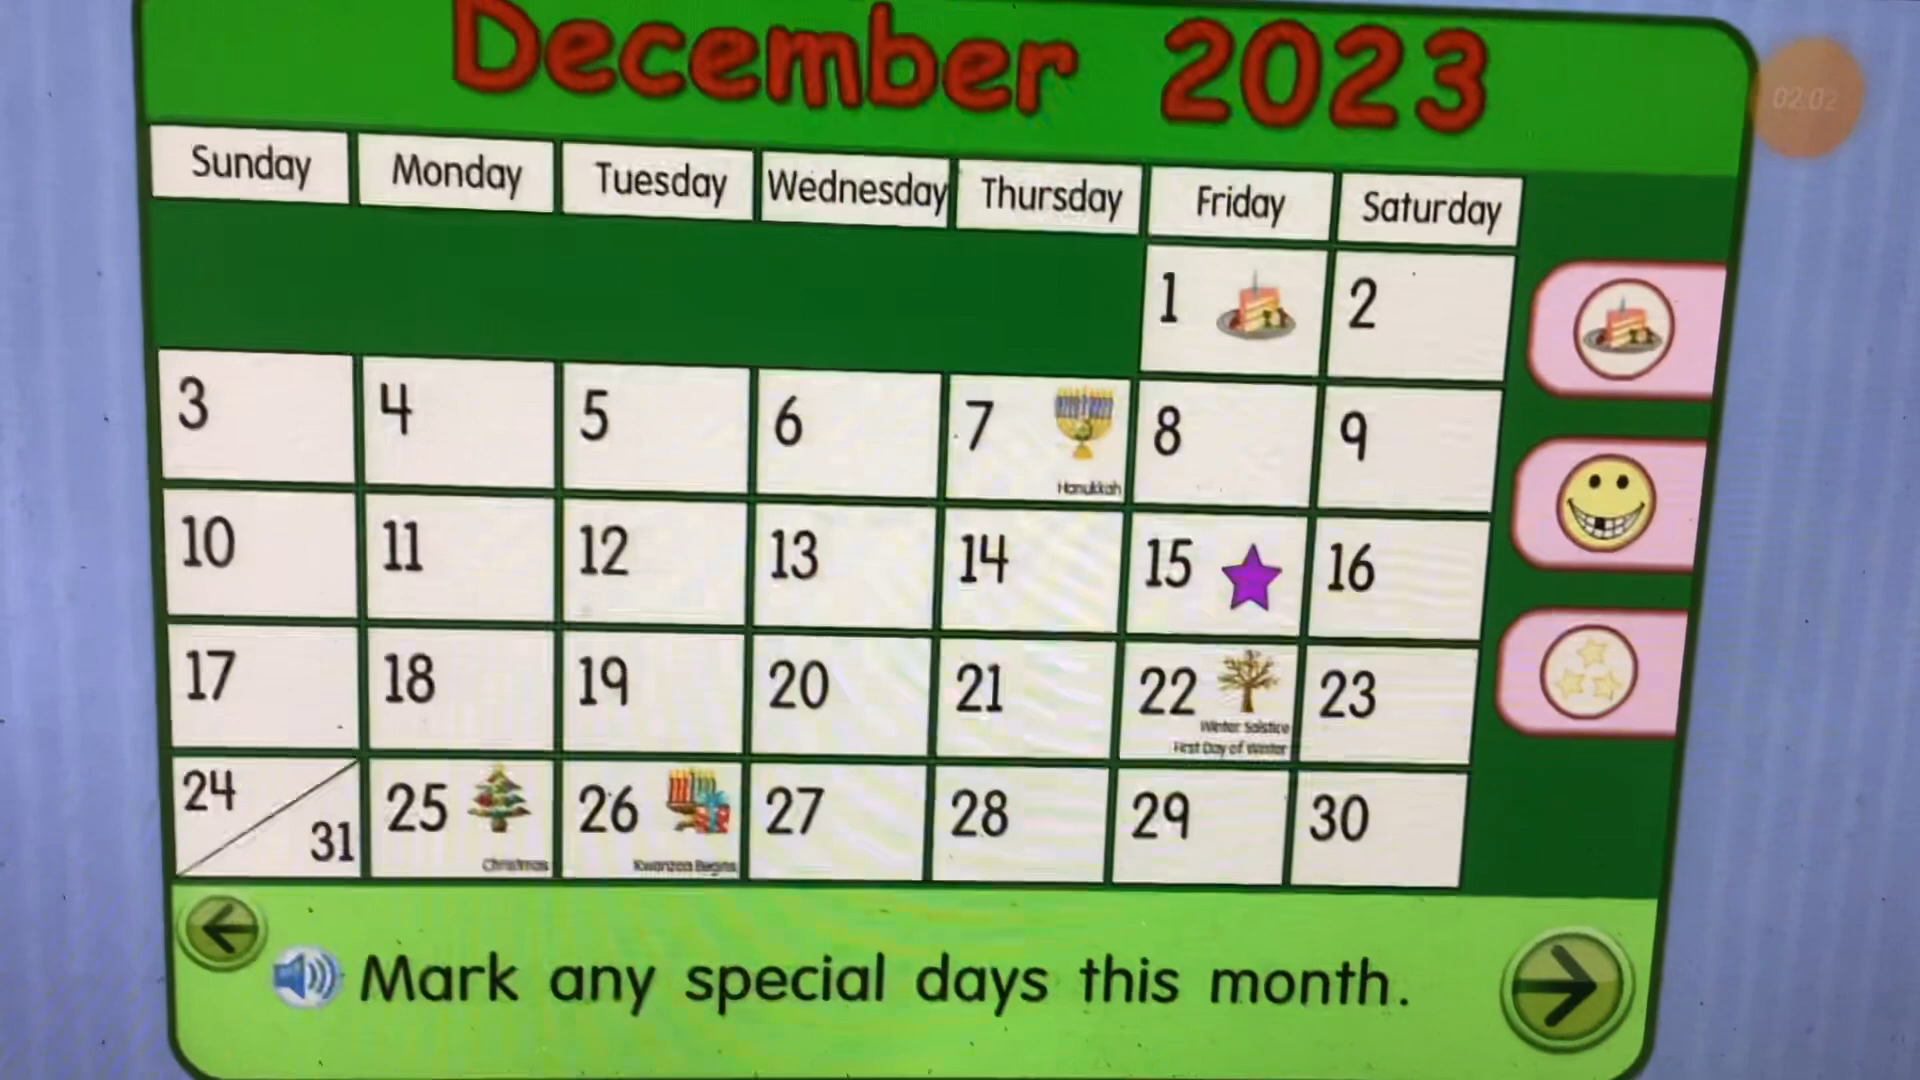 December 2023
02:02
Sunday Monday Tuesday Wednesday Thursday Friday Saturday
1 2
3 4 5 6 7 8 9
Hanukkah
10 11 12 13 14 15 16
17 18 19 20 21 22 23
Winter Solstice
First Day of Winter
24 31 25 26 27 28 29 30
Christmas Kwanzaa Begins
Mark any special days this month.